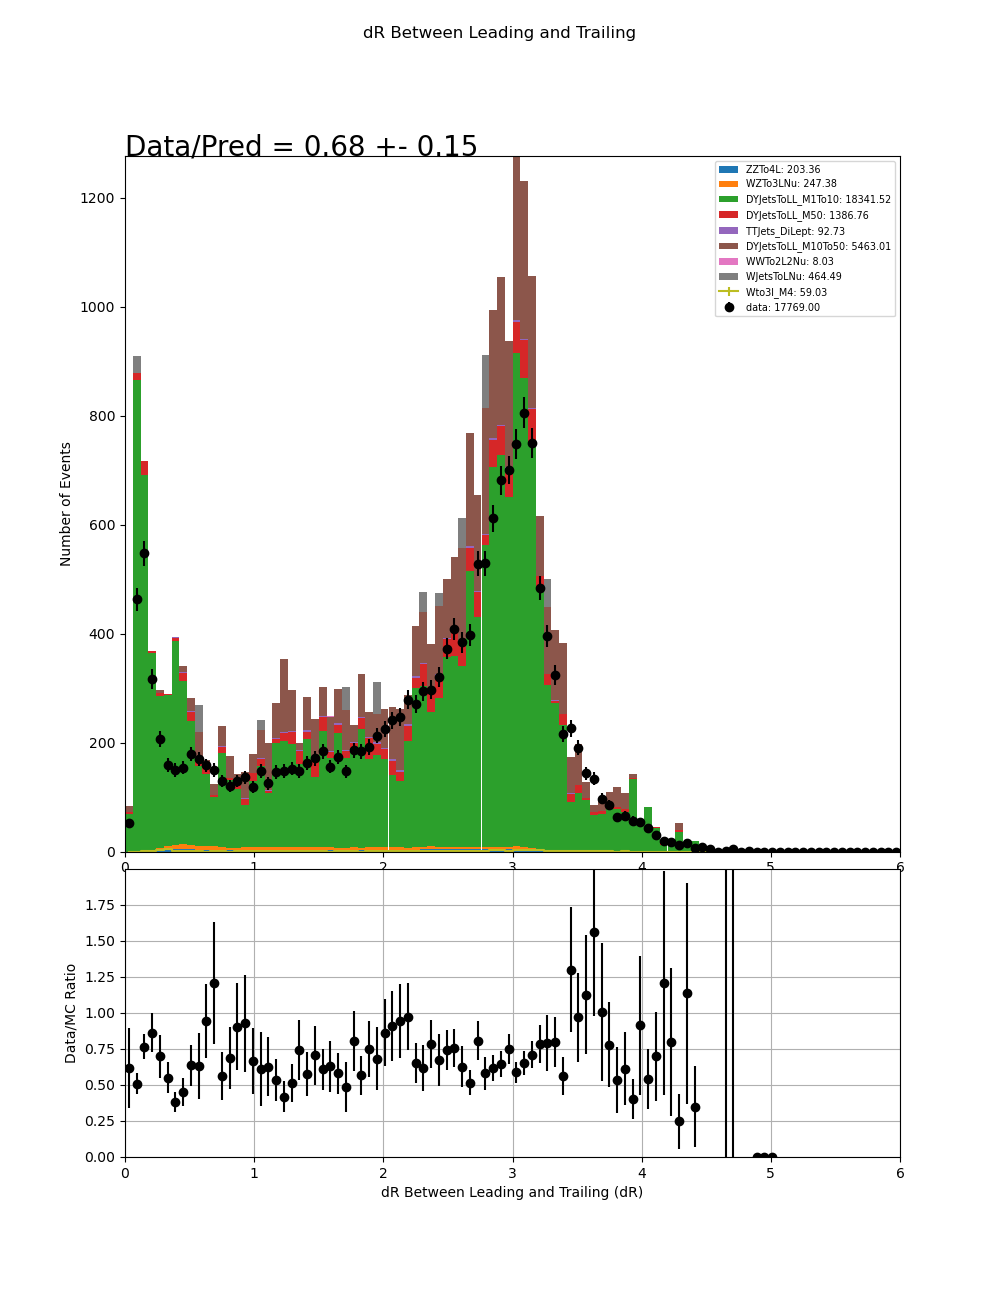 dR Between Leading and Trailing
Data/Pred = 0.68 +- 0.15
ZZTo4L: 203.36
WZTo3LNu: 247.38
DYJetsToLL_M1To10: 18341.52
DYJetsToLL_M50: 1386.76
TTJets_DiLept: 92.73
DYJetsToLL_M10To50: 5463.01
WWTo2L2Nu: 8.03
WJetsToLNu: 464.49
Wto3l_M4: 59.03
data: 17769.00
1200
1000
800
600
400
200
0
Number of Events
0 1 2 3 4 5 6
1.75
1.50
1.25
1.00
0.75
0.50
0.25
0.00
Data/MC Ratio
0 1 2 3 4 5 6
dR Between Leading and Trailing (dR)